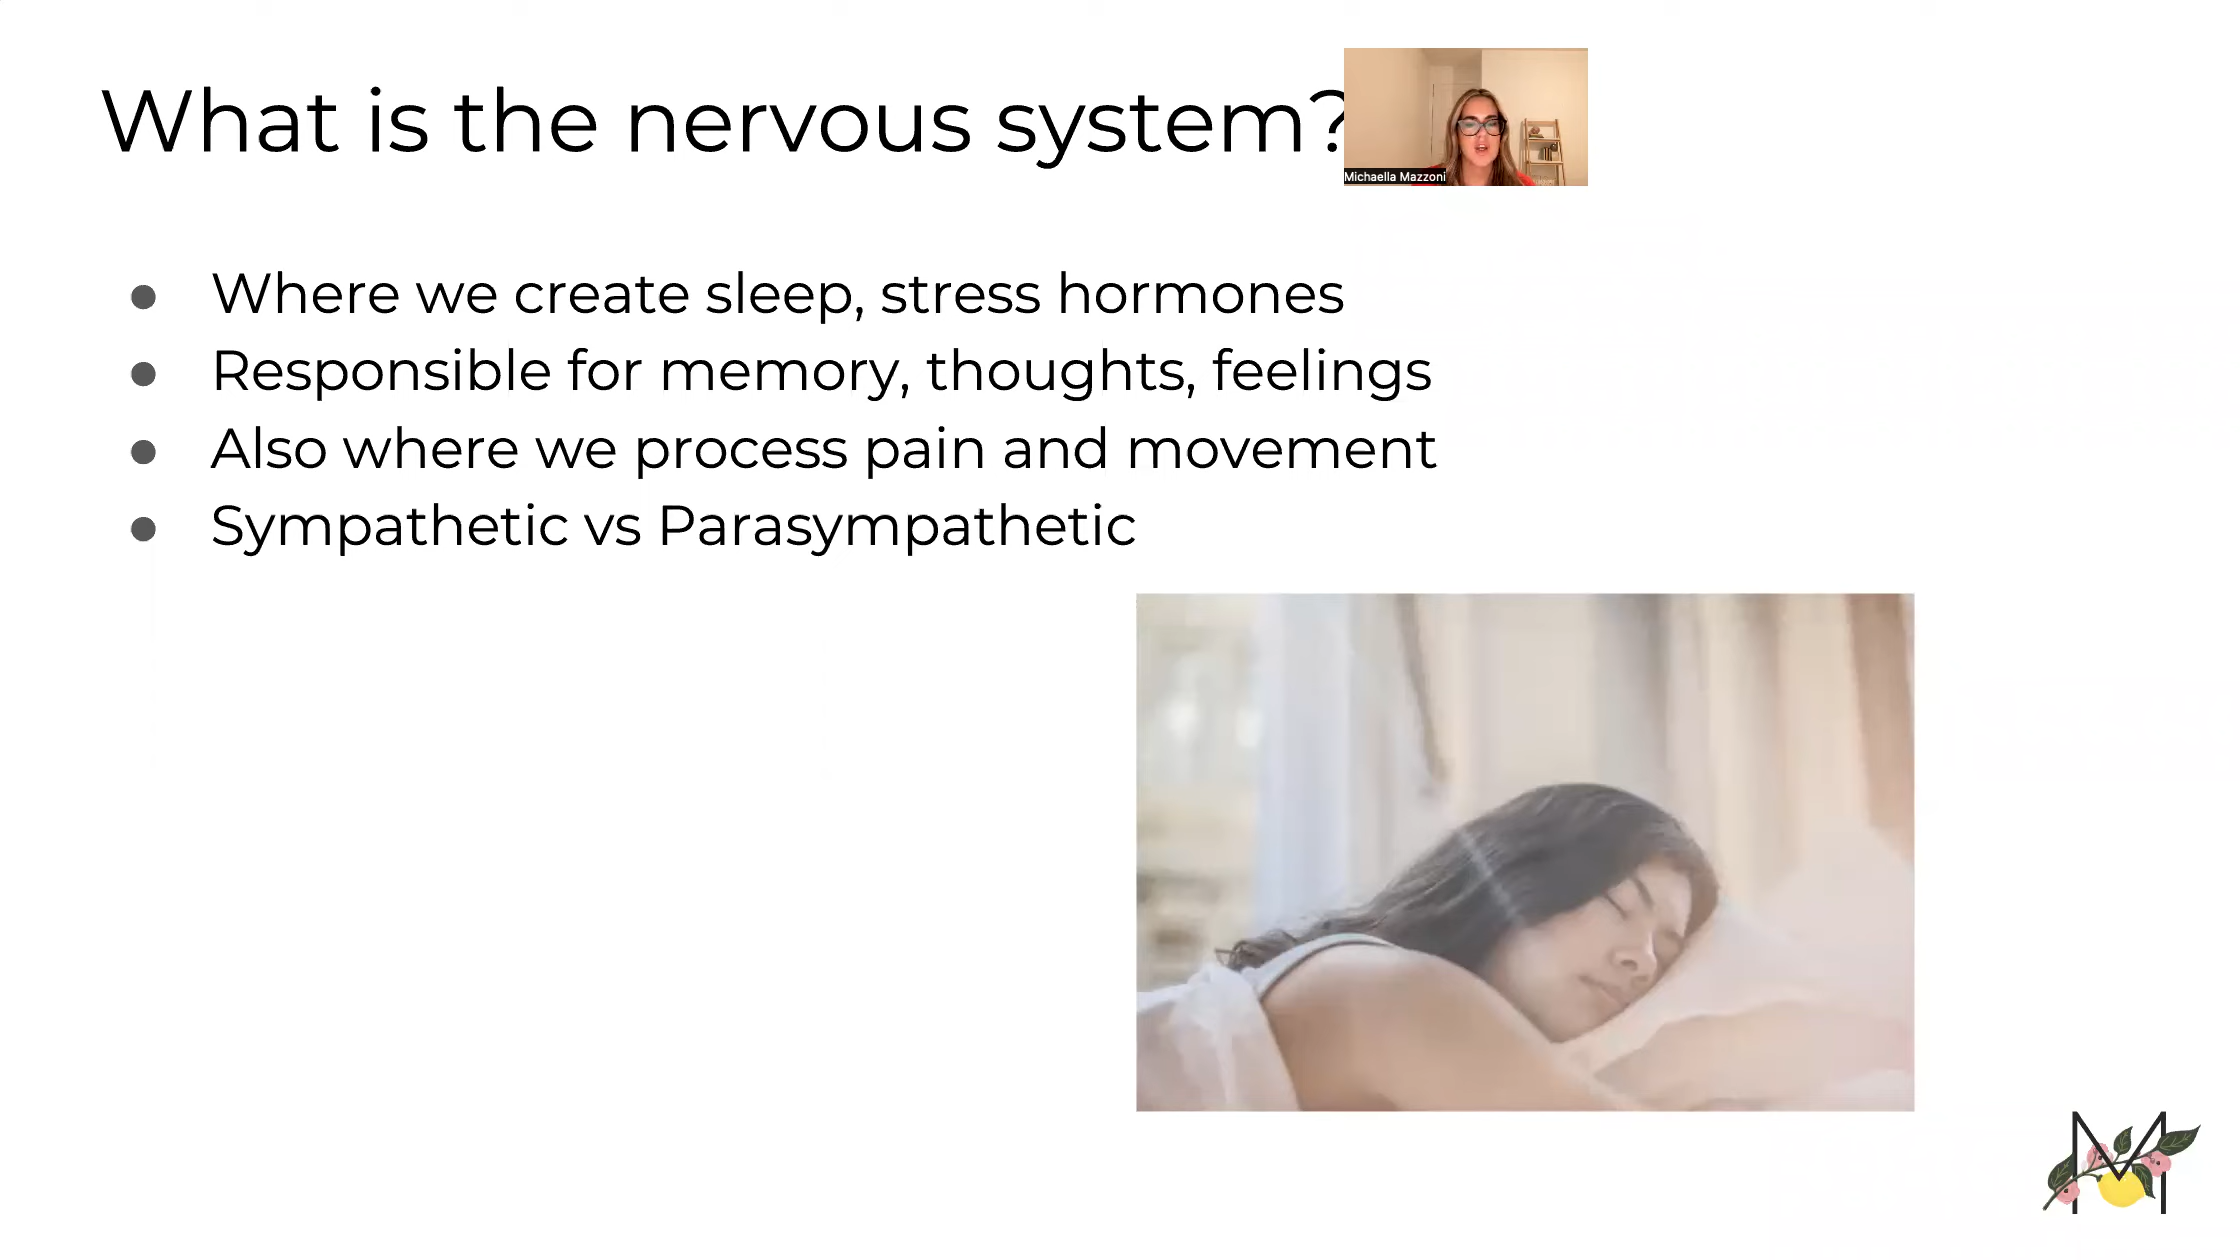 What is the nervous system?
Michaella Mazzoni
Where we create sleep, stress hormones
Responsible for memory, thoughts, feelings
Also where we process pain and movement
Sympathetic vs Parasympathetic
M